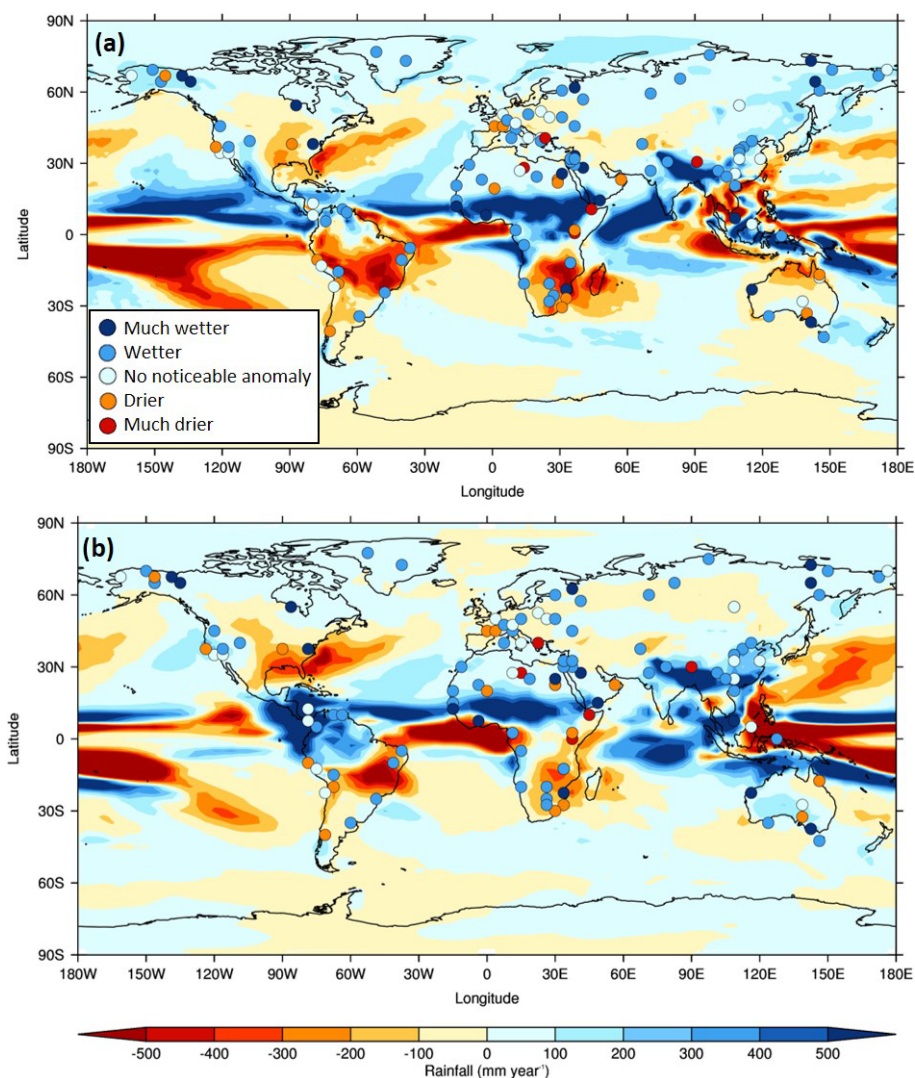 (a)
90N
60N
30N
0
30S
60S
90S
Latitude
Much wetter
Wetter
No noticeable anomaly
Drier
Much drier
180W 150W 120W 90W 60W 30W 0 30E 60E 90E 120E 150E 180E
Longitude
(b)
90N
60N
30N
0
30S
60S
90S
Latitude
180W 150W 120W 90W 60W 30W 0 30E 60E 90E 120E 150E 180E
Longitude
-500 -400 -300 -200 -100 0 100 200 300 400 500
Rainfall (mm year⁻¹)